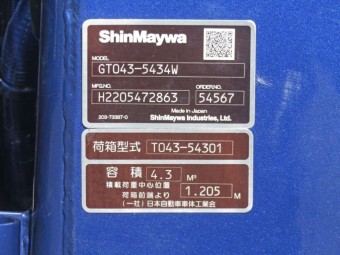 ShinMaywa
MODEL
GT043-5434W
MFG.NO. ORDER.NO.
H2205472863 54567
Made in Japan
203-73387-0 ShinMaywa Industries, Ltd.
荷箱型式 T043-54301
容積 4.3 M³
積載荷重中心位置
荷箱前端より 1.205 M
(一社)日本自動車車体工業会